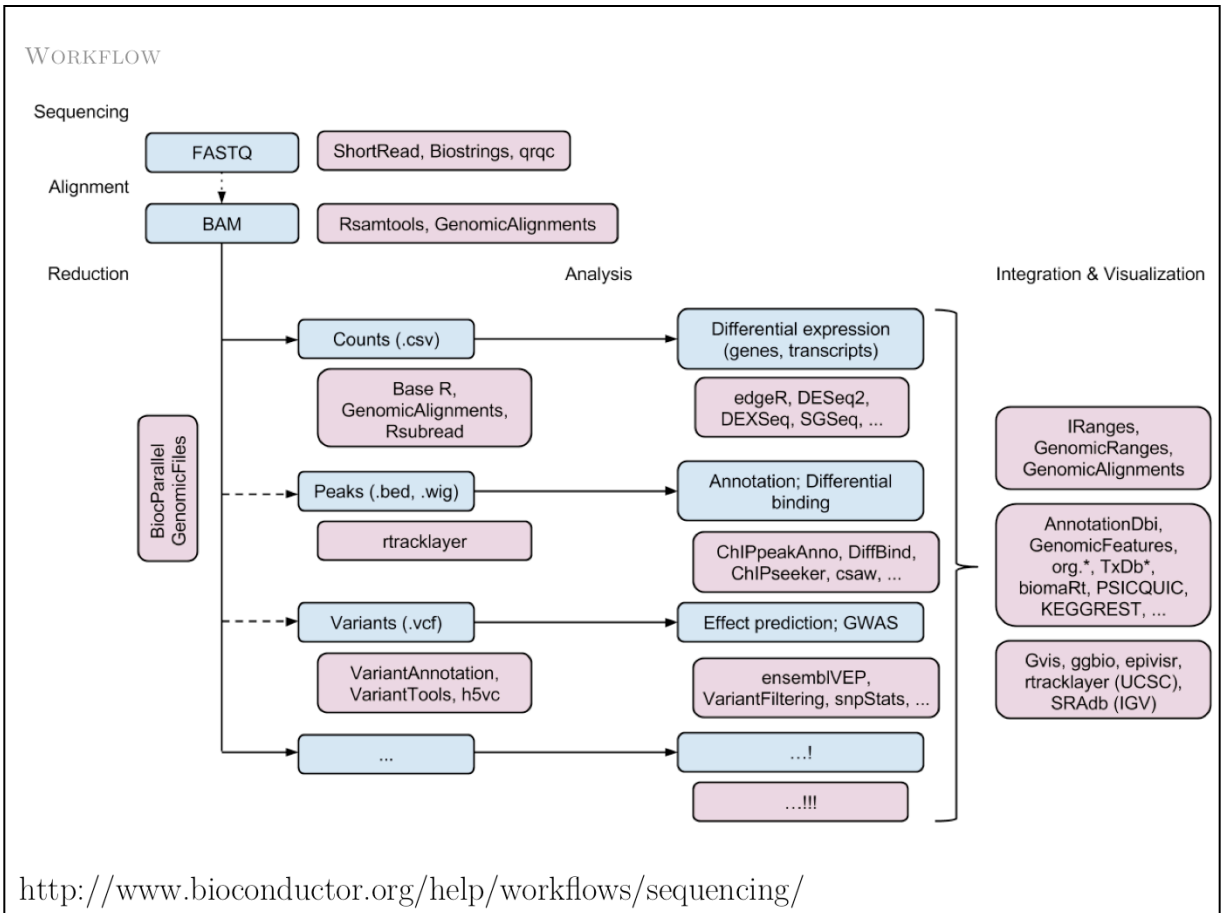 WORKFLOW
Sequencing
FASTQ
ShortRead, Biostrings, qrqc
Alignment
BAM
Rsamtools, GenomicAlignments
Reduction
Analysis
Integration & Visualization
Counts (.csv)
Differential expression
(genes, transcripts)
Base R,
GenomicAlignments,
Rsubread
edgeR, DESeq2,
DEXSeq, SGSeq, ...
BiocParallel
GenomicFiles
Peaks (.bed, .wig)
Annotation; Differential
binding
rtracklayer
ChIPpeakAnno, DiffBind,
ChIPseeker, csaw, ...
Variants (.vcf)
Effect prediction; GWAS
VariantAnnotation,
VariantTools, h5vc
ensemblVEP,
VariantFiltering, snpStats, ...
...
...!
...!!!
IRanges,
GenomicRanges,
GenomicAlignments
AnnotationDbi,
GenomicFeatures,
org.*, TxDb*,
biomaRt, PSICQUIC,
KEGGREST, ...
Gvis, ggbio, epivisr,
rtracklayer (UCSC),
SRAdb (IGV)
http://www.bioconductor.org/help/workflows/sequencing/